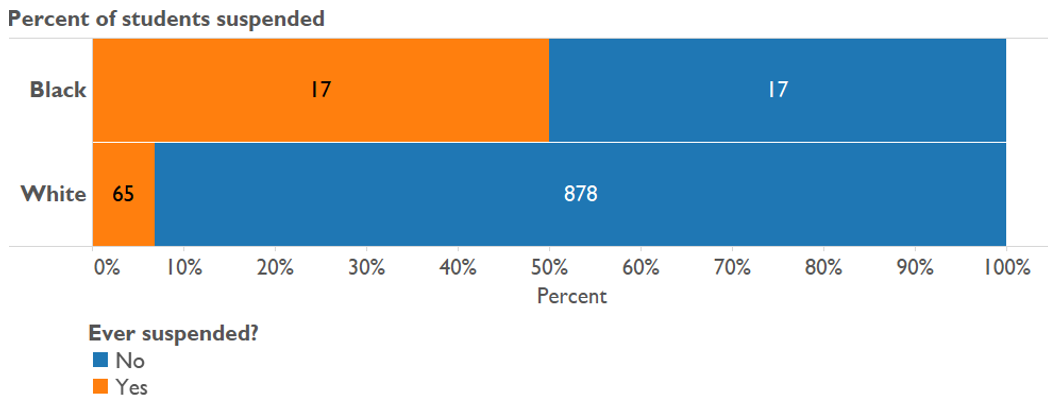 Percent of students suspended
Black 17 17
White 65 878
0% 10% 20% 30% 40% 50% 60% 70% 80% 90% 100%
Percent
Ever suspended?
No
Yes